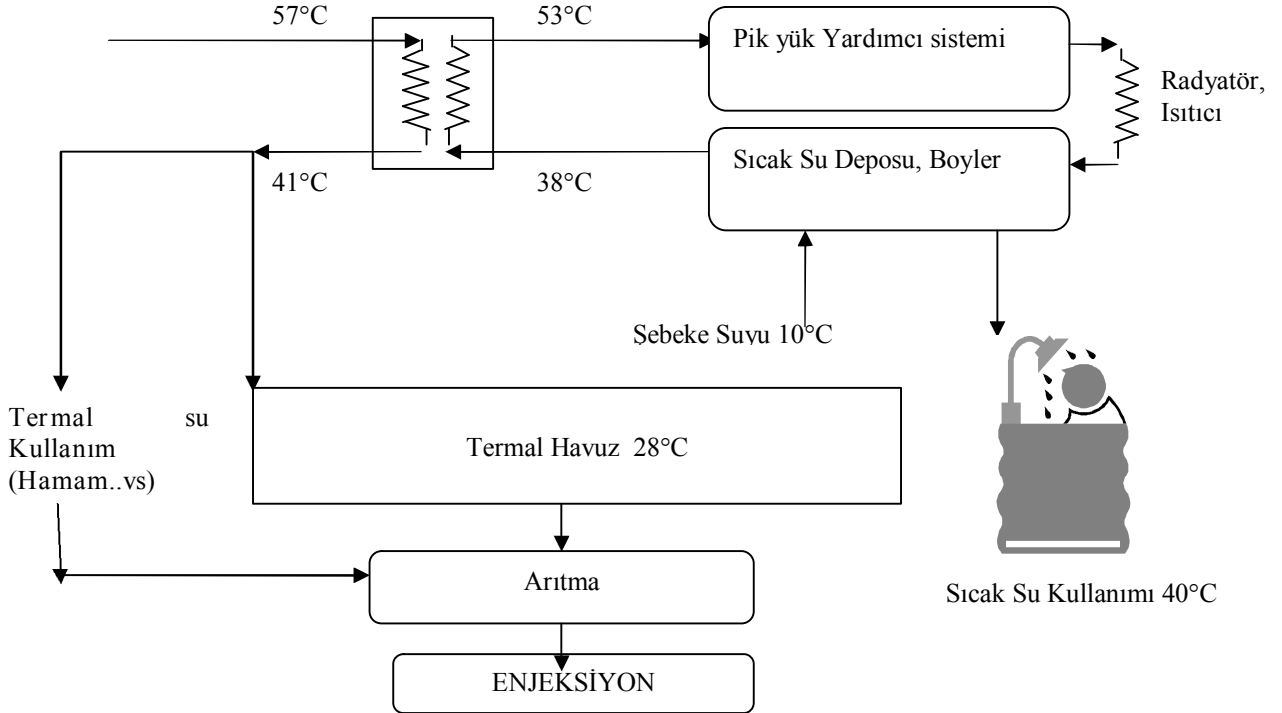 57°C
53°C
Pik yük Yardımcı sistemi
Radyatör,
Isıtıcı
Sıcak Su Deposu, Boyler
41°C
38°C
Şebeke Suyu 10°C
Termal su
Kullanım
(Hamam..vs)
Termal Havuz 28°C
Arıtma
Sıcak Su Kullanımı 40°C
ENJEKSİYON